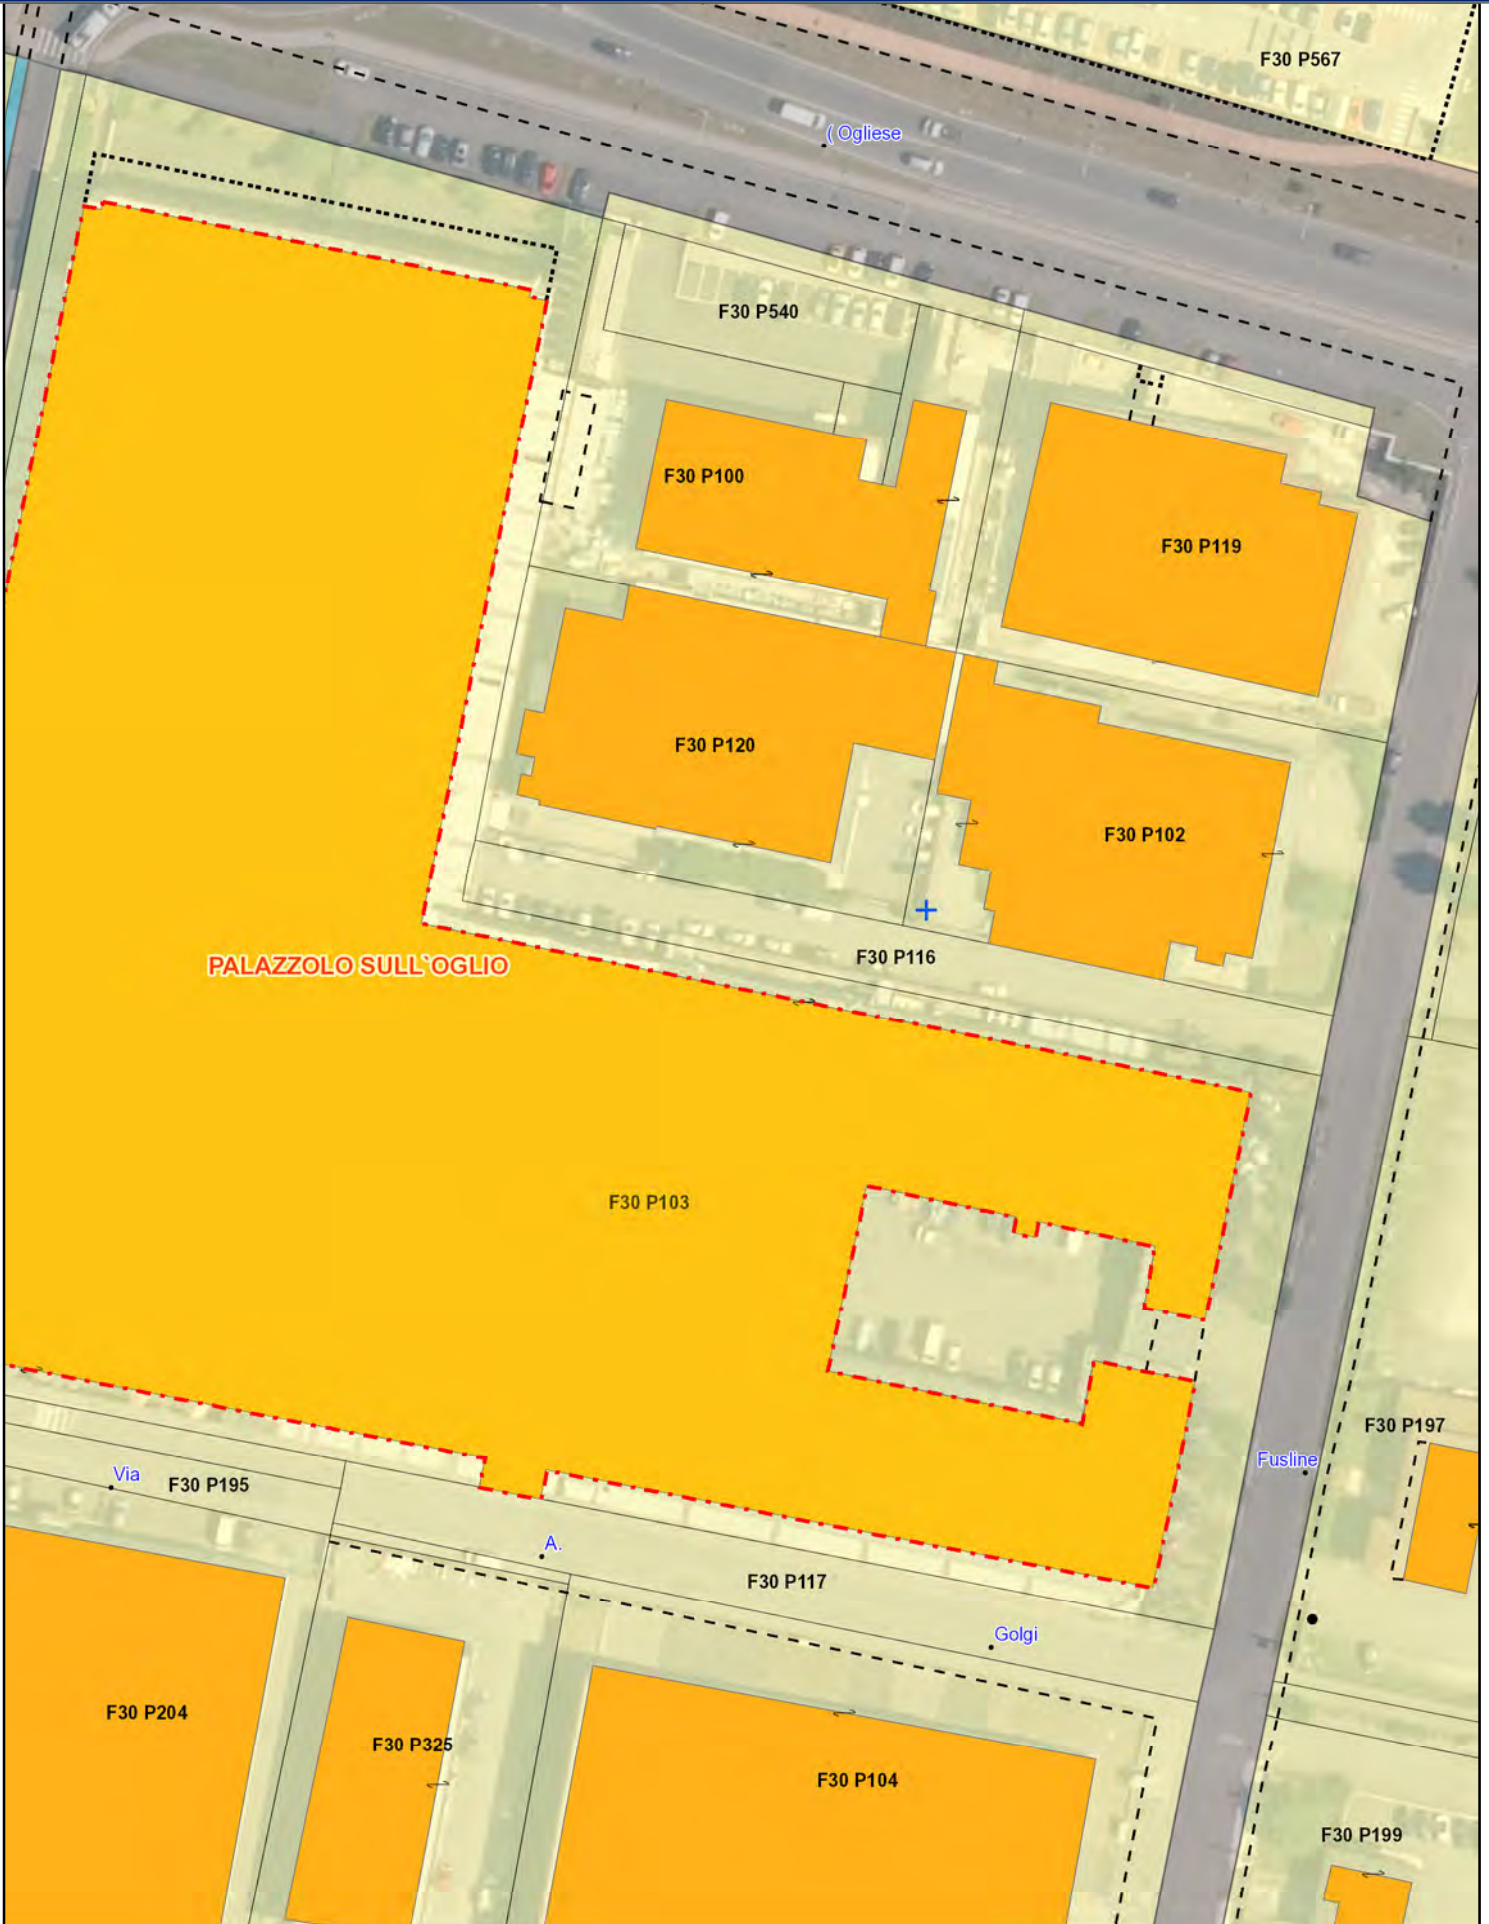 F30 P567
( Ogliese
F30 P540
F30 P100
F30 P119
F30 P120
F30 P102
F30 P116
PALAZZOLO SULL`OGLIO
F30 P103
F30 P197
Fusline
Via
F30 P195
A.
F30 P117
Golgi
F30 P204
F30 P325
F30 P104
F30 P199